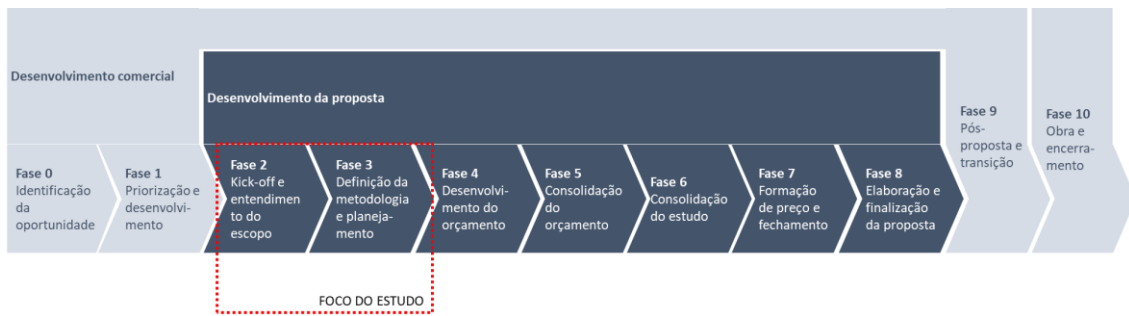 Desenvolvimento comercial
Desenvolvimento da proposta
Fase 0
Identificação
da
oportunidade
Fase 1
Priorização e
desenvolvi-
mento
Fase 2
Kick-off e
entendimen
to do
escopo
Fase 3
Definição da
metodologia
e planeja-
mento
Fase 4
Desenvolvi-
mento do
orçamento
Fase 5
Consolidação
do
orçamento
Fase 6
Consolidação
do estudo
Fase 7
Formação
de preço e
fechamento
Fase 8
Elaboração e
finalização
da proposta
Fase 9
Pós-
proposta e
transição
Fase 10
Obra e
encerra-
mento
FOCO DO ESTUDO